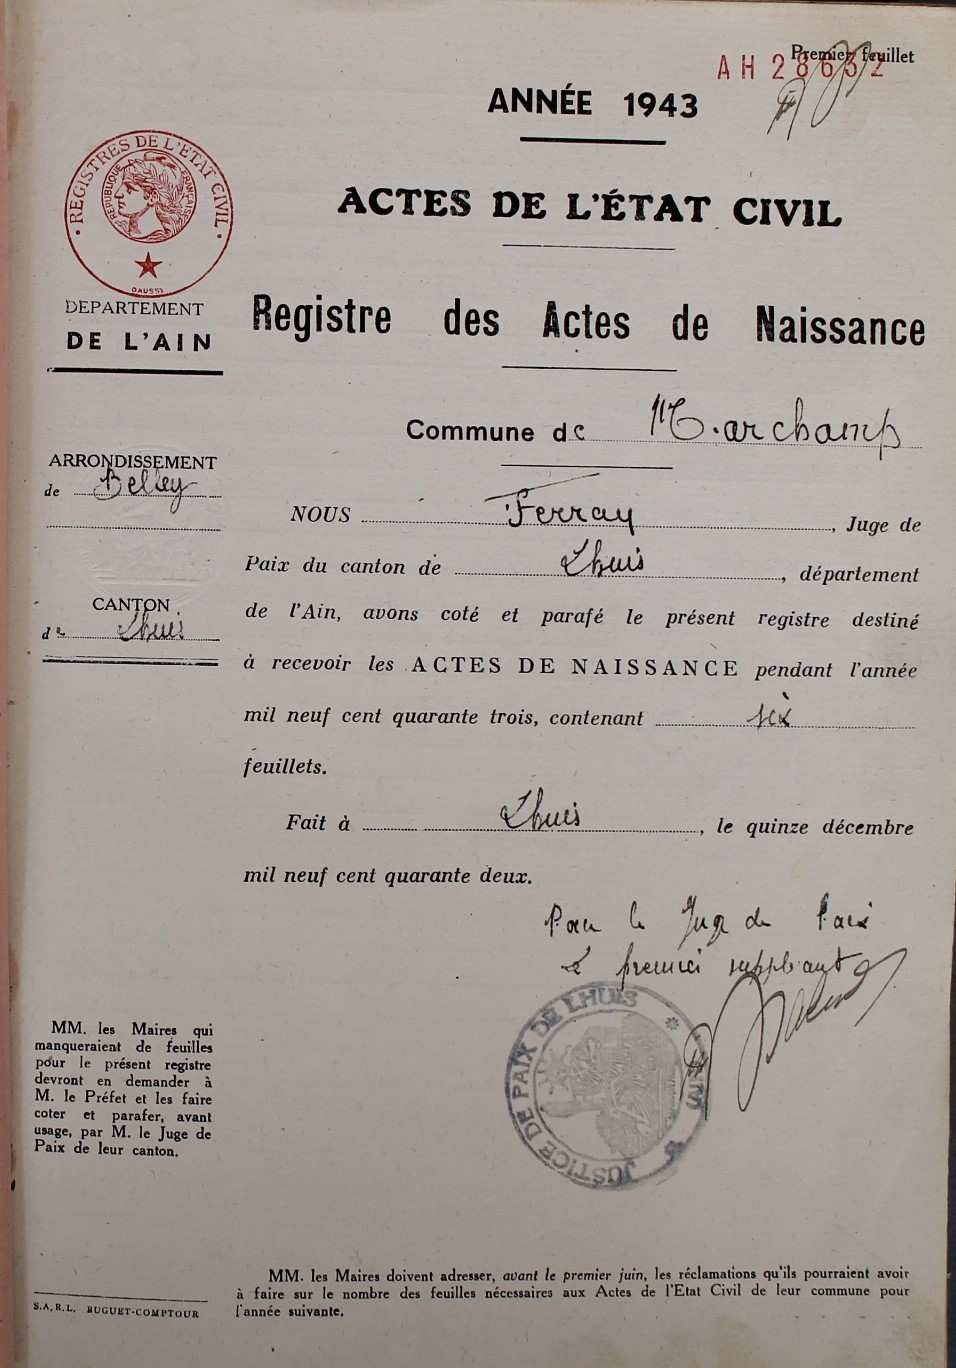 Premier feuillet
AH 28632
ANNÉE 1943
ACTES DE L'ÉTAT CIVIL
Registre des Actes de Naissance
· REGISTRES DE L'ETAT CIVIL ·
REPUBLIQUE FRANÇAISE
DAUSSI
DEPARTEMENT
DE L'AIN
Commune de Marchamp
ARRONDISSEMENT
de Belley
CANTON
de Lhuis
NOUS Ferray, Juge de
Paix du canton de Lhuis, département
de l'Ain, avons coté et parafé le présent registre destiné
à recevoir les ACTES DE NAISSANCE pendant l'année
mil neuf cent quarante trois, contenant six
feuillets.
Fait à Lhuis, le quinze décembre
mil neuf cent quarante deux.
Pour le Juge de Paix
Le premier suppléant
JUSTICE DE PAIX DE LHUIS
MM. les Maires qui
manqueraient de feuilles
pour le présent registre
devront en demander à
M. le Préfet et les faire
coter et parafer, avant
usage, par M. le Juge de
Paix de leur canton.
MM. les Maires doivent adresser, avant le premier juin, les réclamations qu'ils pourraient avoir
à faire sur le nombre des feuilles nécessaires aux Actes de l'Etat Civil de leur commune pour
l'année suivante.
S.A.R.L. BUGUET-COMPTOUR